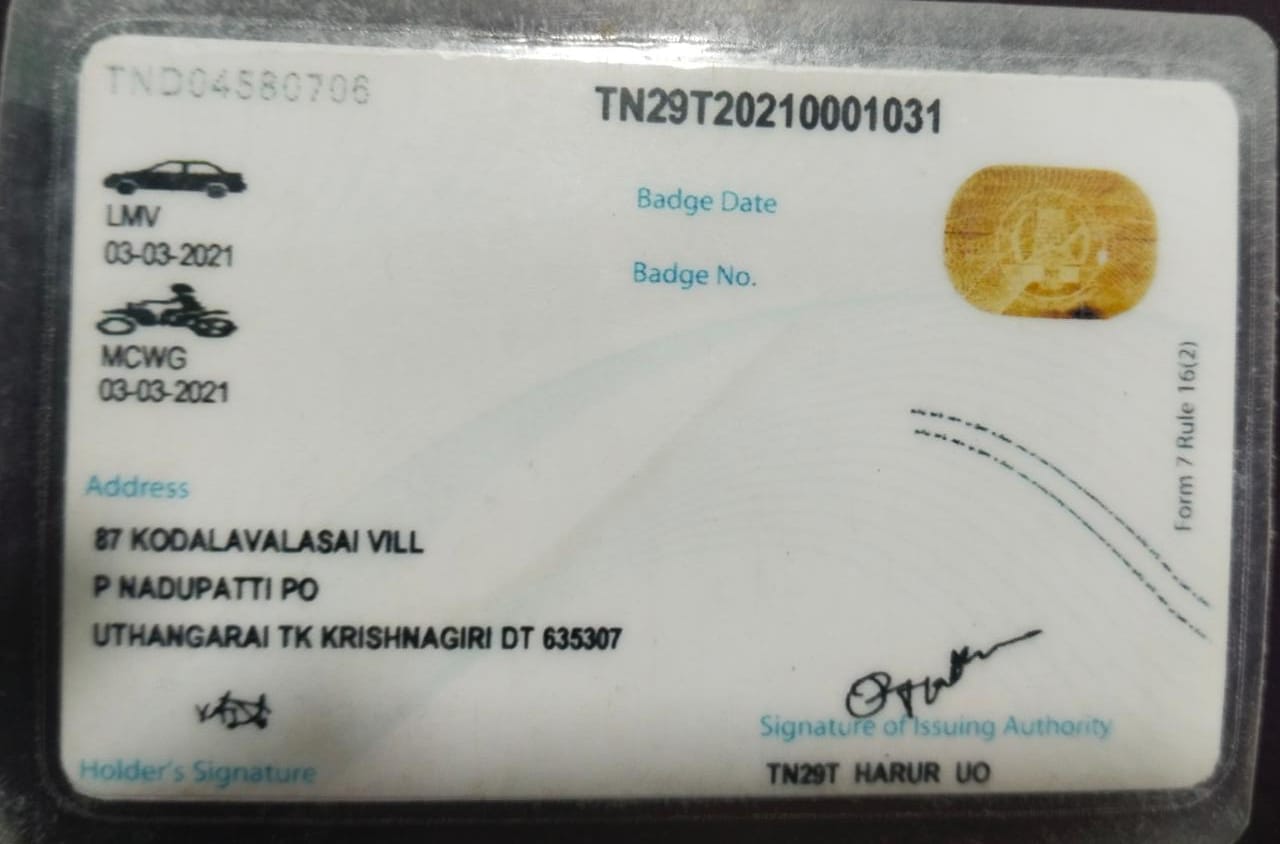 TND04580706
TN29T20210001031
LMV
03-03-2021
MCWG
03-03-2021
Badge Date
Badge No.
Form 7 Rule 16(2)
Address
87 KODALAVALASAI VILL
P NADUPATTI PO
UTHANGARAI TK KRISHNAGIRI DT 635307
Holder's Signature
Signature of Issuing Authority
TN29T HARUR UO